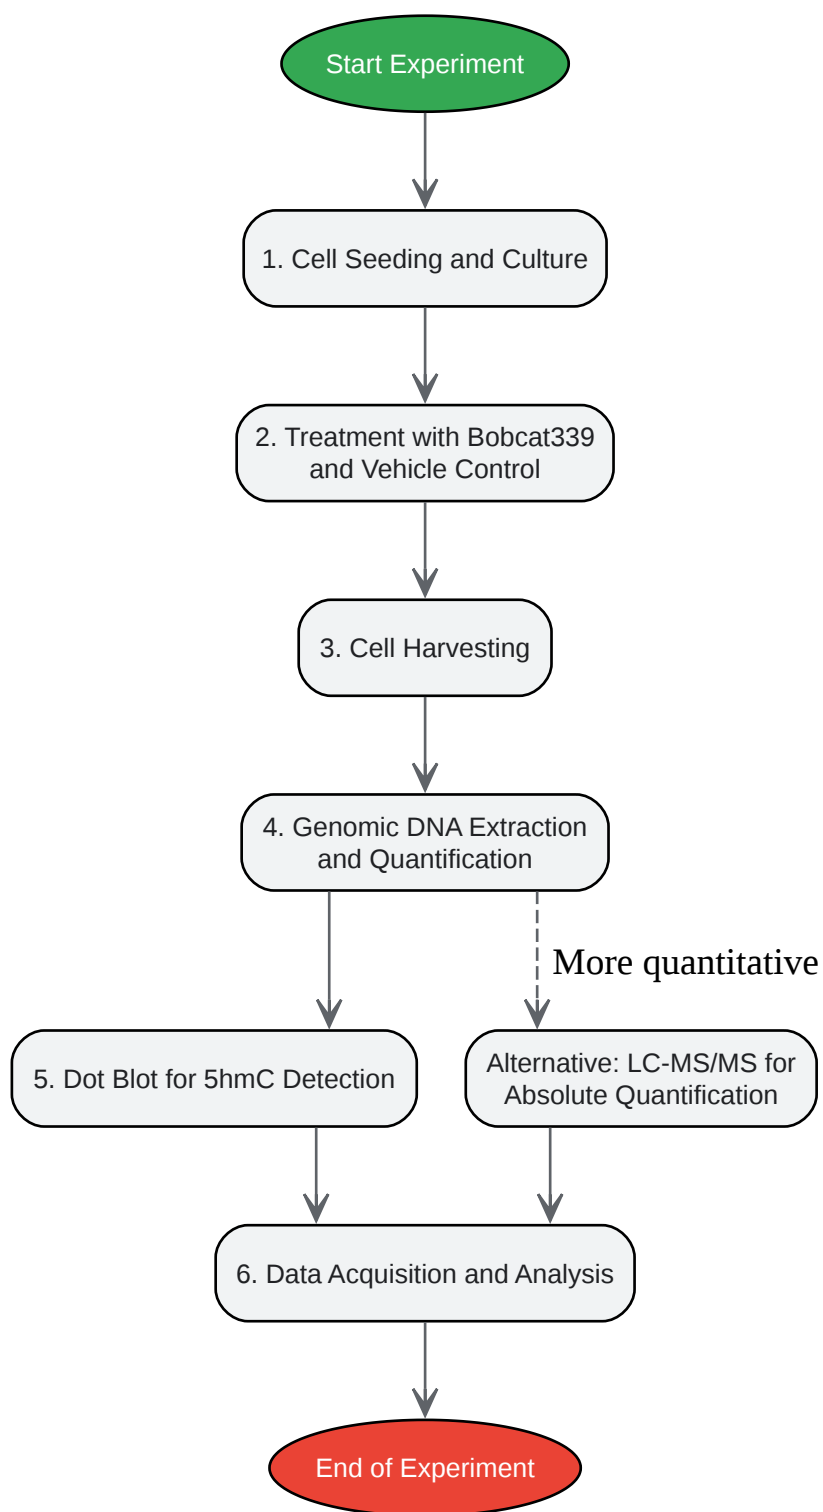 Start Experiment
1. Cell Seeding and Culture
2. Treatment with Bobcat339
and Vehicle Control
3. Cell Harvesting
4. Genomic DNA Extraction
and Quantification
More quantitative
5. Dot Blot for 5hmC Detection
Alternative: LC-MS/MS for
Absolute Quantification
6. Data Acquisition and Analysis
End of Experiment